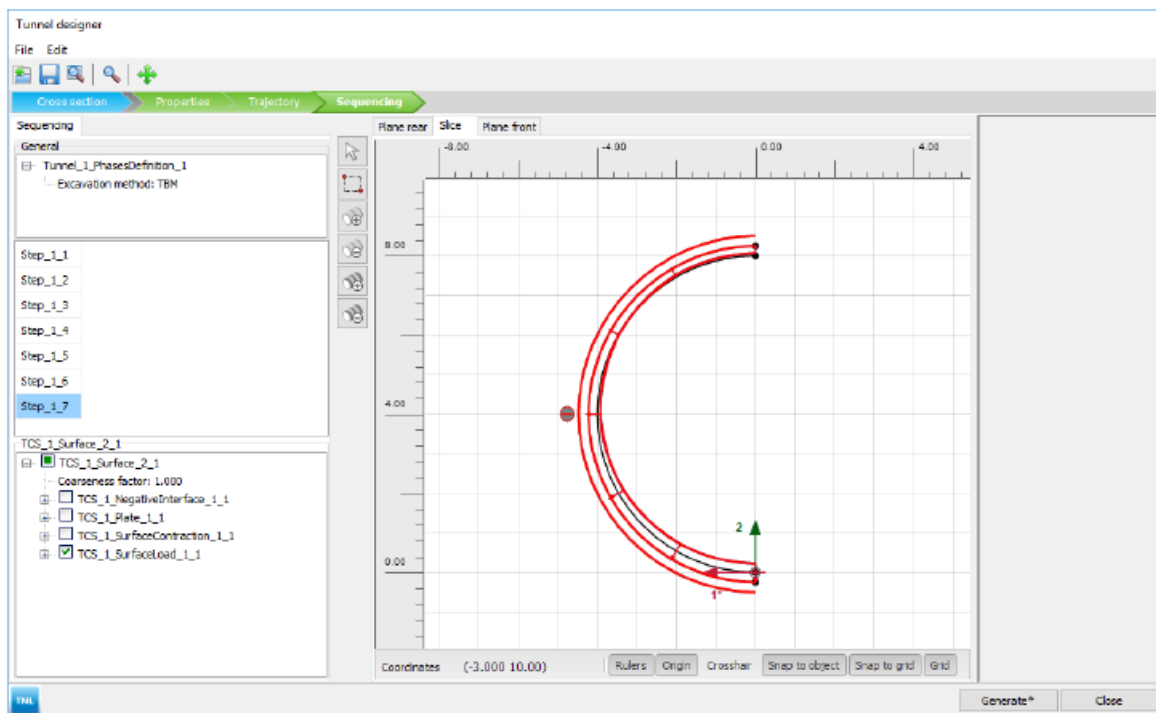 Tunnel designer
File Edit
Cross section Properties Trajectory Sequencing
Sequencing
Plane rear Slice Plane front
General
Tunnel_1_PhasesDefinition_1
Excavation method: TBM
-8.00 -4.00 0.00 4.00
Step_1_1
Step_1_2
Step_1_3
Step_1_4
Step_1_5
Step_1_6
Step_1_7
8.00
4.00
0.00
2
1*
TCS_1_Surface_2_1
TCS_1_Surface_2_1
Coarseness factor: 1.000
TCS_1_NegativeInterface_1_1
TCS_1_Plate_1_1
TCS_1_SurfaceContraction_1_1
TCS_1_SurfaceLoad_1_1
Coordinates (-3.000 10.00) Rulers Origin Crosshair Snap to object Snap to grid Grid
TNL Generate* Close